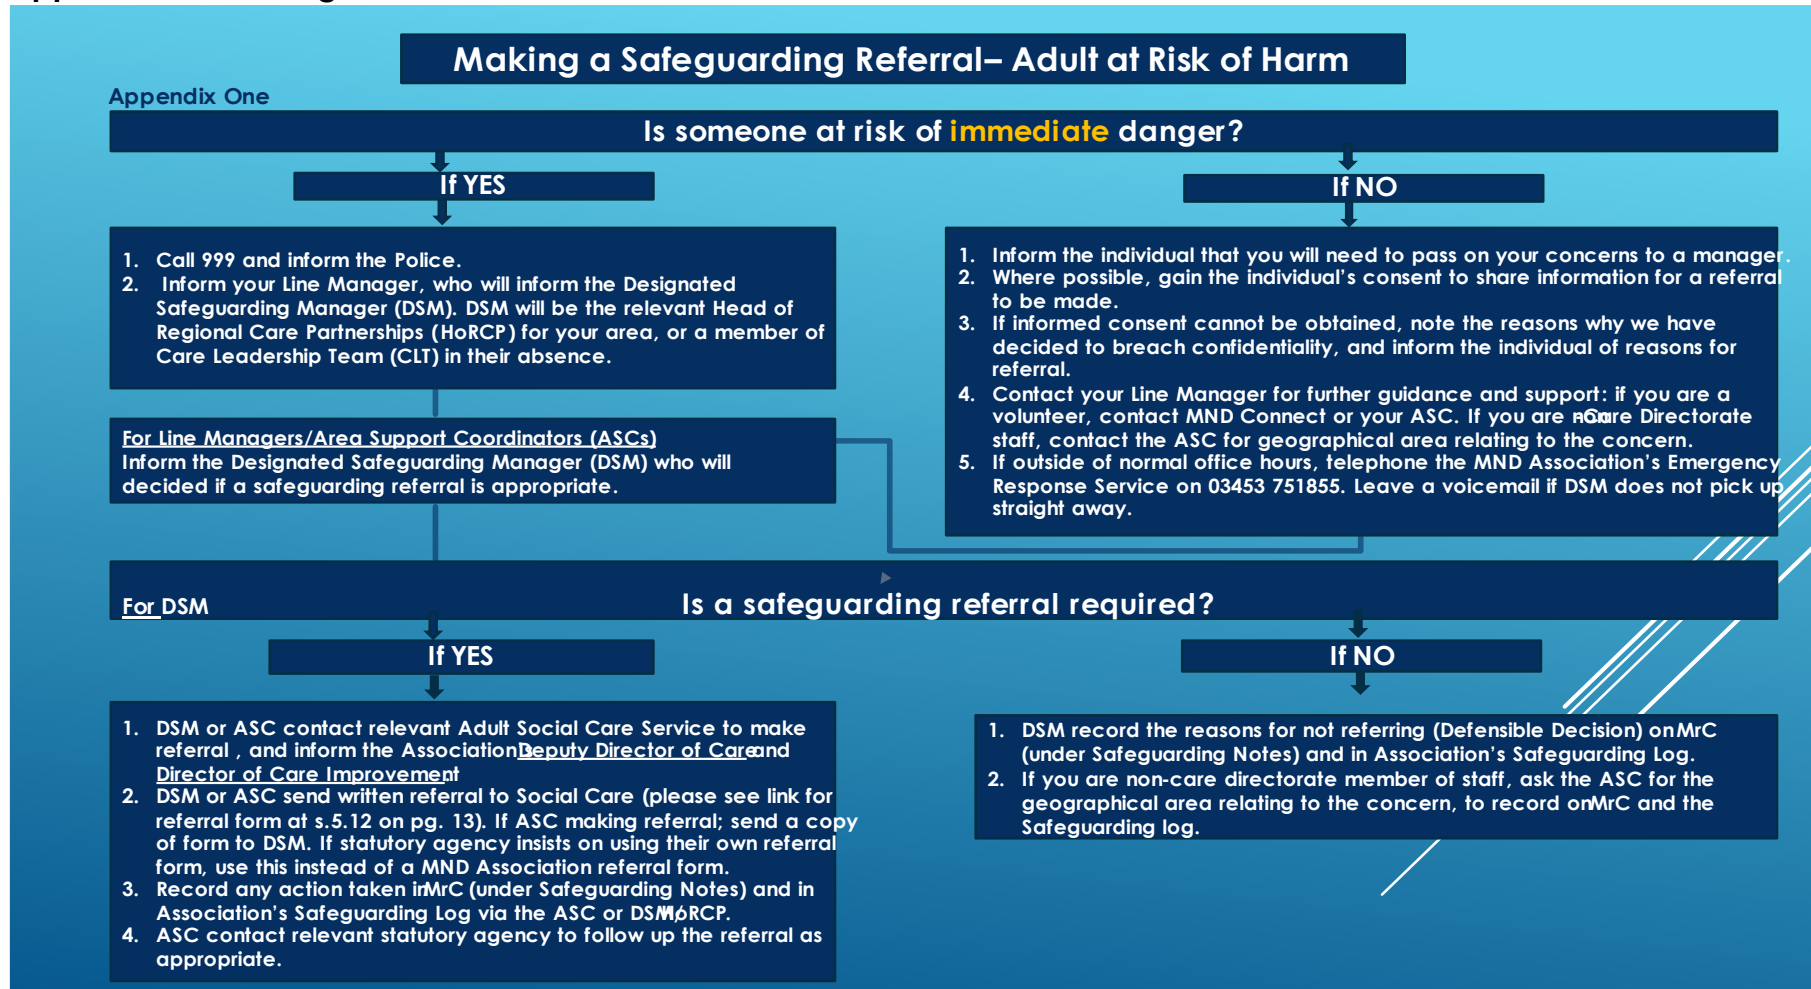 Making a Safeguarding Referral– Adult at Risk of Harm
Appendix One
Is someone at risk of immediate danger?
If YES
1. Call 999 and inform the Police.
2. Inform your Line Manager, who will inform the Designated
Safeguarding Manager (DSM). DSM will be the relevant Head of
Regional Care Partnerships (HoRCP) for your area, or a member of
Care Leadership Team (CLT) in their absence.
For Line Managers/Area Support Coordinators (ASCs)
Inform the Designated Safeguarding Manager (DSM) who will
decided if a safeguarding referral is appropriate.
If NO
1. Inform the individual that you will need to pass on your concerns to a manager.
2. Where possible, gain the individual's consent to share information for a referral
to be made.
3. If informed consent cannot be obtained, note the reasons why we have
decided to breach confidentiality, and inform the individual of reasons for
referral.
4. Contact your Line Manager for further guidance and support: if you are a
volunteer, contact MND Connect or your ASC. If you are non-Care Directorate
staff, contact the ASC for geographical area relating to the concern.
5. If outside of normal office hours, telephone the MND Association's Emergency
Response Service on 03453 751855. Leave a voicemail if DSM does not pick up
straight away.
For DSM
Is a safeguarding referral required?
If YES
1. DSM or ASC contact relevant Adult Social Care Service to make
referral , and inform the Association's Deputy Director of Care and
Director of Care Improvement.
2. DSM or ASC send written referral to Social Care (please see link for
referral form at s.5.12 on pg. 13). If ASC making referral; send a copy
of form to DSM. If statutory agency insists on using their own referral
form, use this instead of a MND Association referral form.
3. Record any action taken in MrC (under Safeguarding Notes) and in
Association's Safeguarding Log via the ASC or DSM/HoRCP.
4. ASC contact relevant statutory agency to follow up the referral as
appropriate.
If NO
1. DSM record the reasons for not referring (Defensible Decision) on MrC
(under Safeguarding Notes) and in Association's Safeguarding Log.
2. If you are non-care directorate member of staff, ask the ASC for the
geographical area relating to the concern, to record on MrC and the
Safeguarding log.